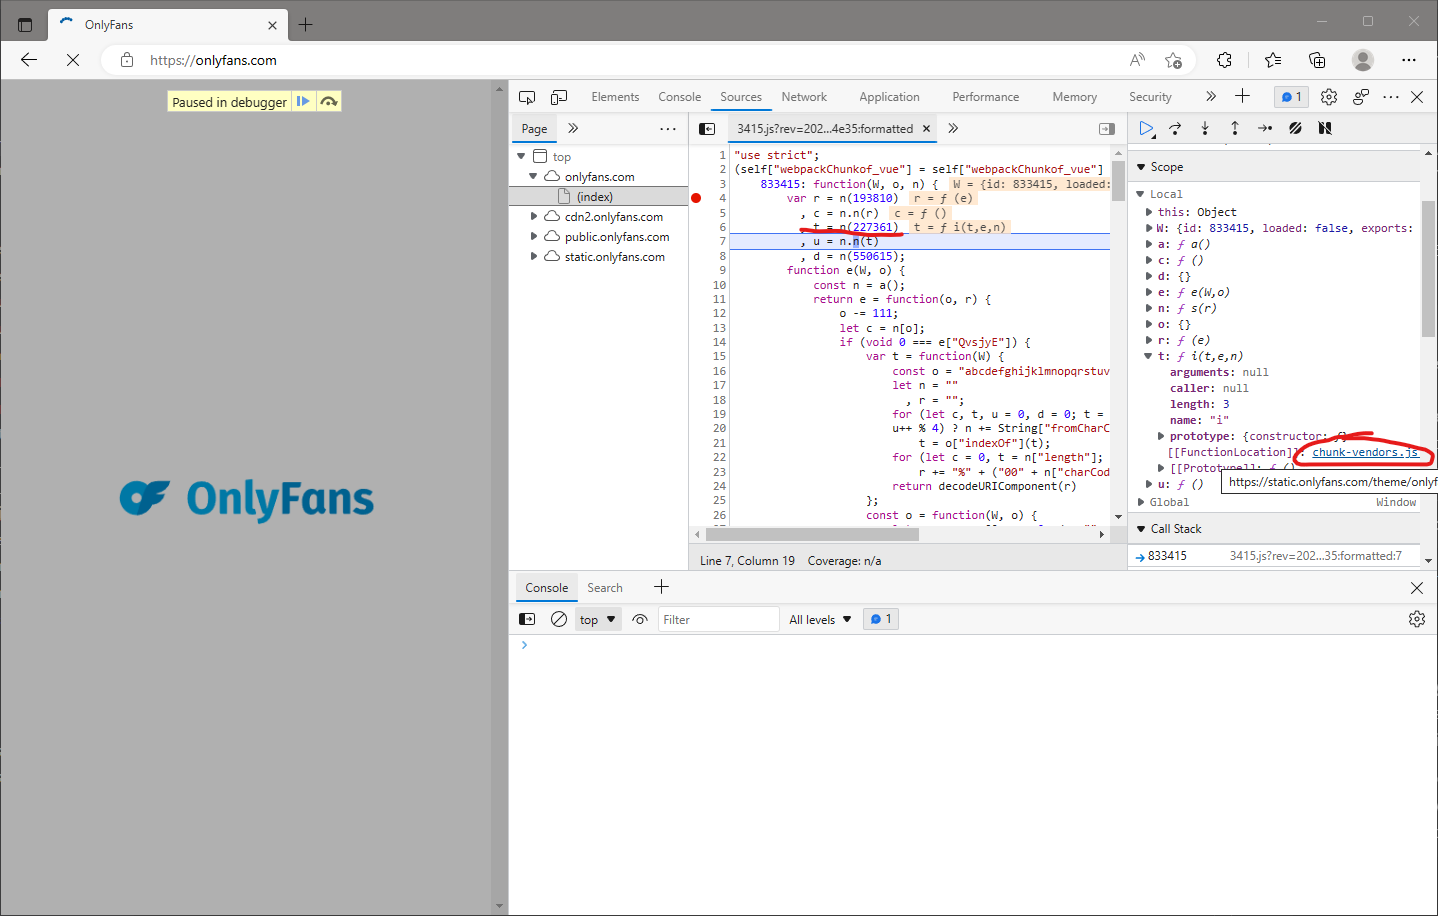 OnlyFans
https://onlyfans.com
Paused in debugger
OnlyFans
Elements Console Sources Network Application Performance Memory Security 1
Page
top
onlyfans.com
(index)
cdn2.onlyfans.com
public.onlyfans.com
static.onlyfans.com
3415.js?rev=202...4e35:formatted
1 "use strict";
2 (self["webpackChunkof_vue"] = self["webpackChunkof_vue"]
3 833415: function(W, o, n) { W = {id: 833415, loaded:
4 var r = n(193810) r = ƒ (e)
5 , c = n.n(r) c = ƒ ()
6 , t = n(227361) t = ƒ i(t,e,n)
7 , u = n.n(t)
8 , d = n(550615);
9 function e(W, o) {
10 const n = a();
11 return e = function(o, r) {
12 o -= 111;
13 let c = n[o];
14 if (void 0 === e["QvsjyE"]) {
15 var t = function(W) {
16 const o = "abcdefghijklmnopqrstuv
17 let n = ""
18 , r = "";
19 for (let c, t, u = 0, d = 0; t =
20 u++ % 4) ? n += String["fromCharC
21 t = o["indexOf"](t);
22 for (let c = 0, t = n["length"];
23 r += "%" + ("00" + n["charCod
24 return decodeURIComponent(r)
25 };
26 const o = function(W, o) {
Line 7, Column 19 Coverage: n/a
Scope
Local
this: Object
W: {id: 833415, loaded: false, exports:
a: ƒ a()
c: ƒ ()
d: {}
e: ƒ e(W,o)
n: ƒ s(r)
o: {}
r: ƒ (e)
t: ƒ i(t,e,n)
arguments: null
caller: null
length: 3
name: "i"
prototype: {constructor: ƒ}
[[FunctionLocation]]: chunk-vendors.js
[[Prototype]]: ƒ ()
https://static.onlyfans.com/theme/onlyf
u: ƒ ()
Global Window
Call Stack
833415 3415.js?rev=202...35:formatted:7
Console Search
top Filter All levels 1